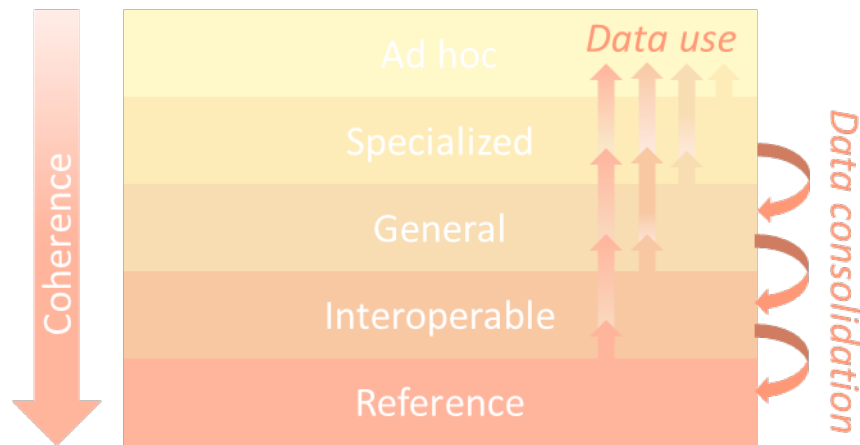 Data use
Ad hoc
Specialized
General
Interoperable
Reference
Coherence
Data consolidation